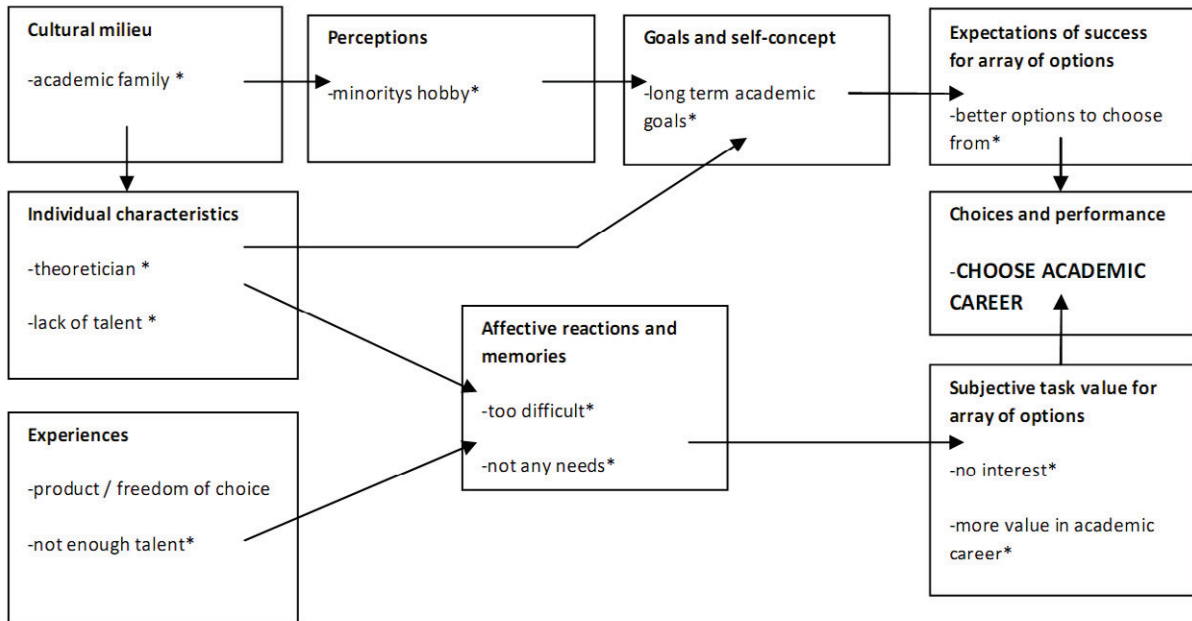 Cultural milieu
-academic family *
Perceptions
-minoritys hobby*
Goals and self-concept
-long term academic
goals*
Expectations of success
for array of options
-better options to choose
from*
Individual characteristics
-theoretician *
-lack of talent *
Choices and performance
-CHOOSE ACADEMIC
CAREER
Affective reactions and
memories
-too difficult*
-not any needs*
Experiences
-product / freedom of choice
-not enough talent*
Subjective task value for
array of options
-no interest*
-more value in academic
career*